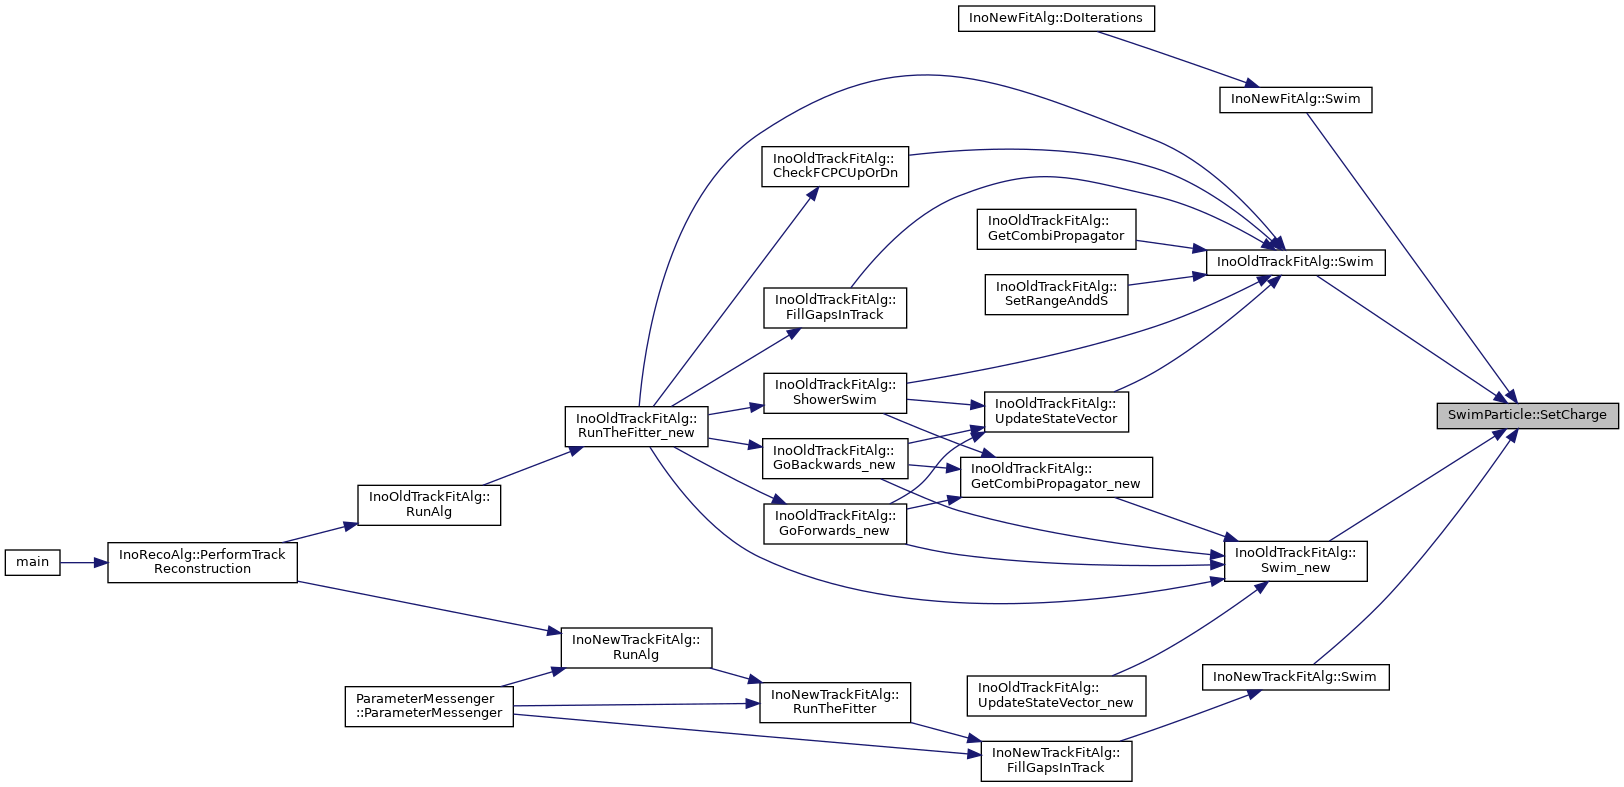 InoNewFitAlg::DoIterations
InoNewFitAlg::Swim
InoOldTrackFitAlg::
CheckFCPCUpOrDn
InoOldTrackFitAlg::
GetCombiPropagator
InoOldTrackFitAlg::Swim
InoOldTrackFitAlg::
SetRangeAnddS
InoOldTrackFitAlg::
FillGapsInTrack
InoOldTrackFitAlg::
ShowerSwim
InoOldTrackFitAlg::
UpdateStateVector
SwimParticle::SetCharge
InoOldTrackFitAlg::
RunTheFitter_new
InoOldTrackFitAlg::
GoBackwards_new
InoOldTrackFitAlg::
GetCombiPropagator_new
InoOldTrackFitAlg::
RunAlg
InoOldTrackFitAlg::
GoForwards_new
main
InoRecoAlg::PerformTrack
Reconstruction
InoOldTrackFitAlg::
Swim_new
InoNewTrackFitAlg::
RunAlg
InoNewTrackFitAlg::Swim
ParameterMessenger
::ParameterMessenger
InoNewTrackFitAlg::
RunTheFitter
InoOldTrackFitAlg::
UpdateStateVector_new
InoNewTrackFitAlg::
FillGapsInTrack